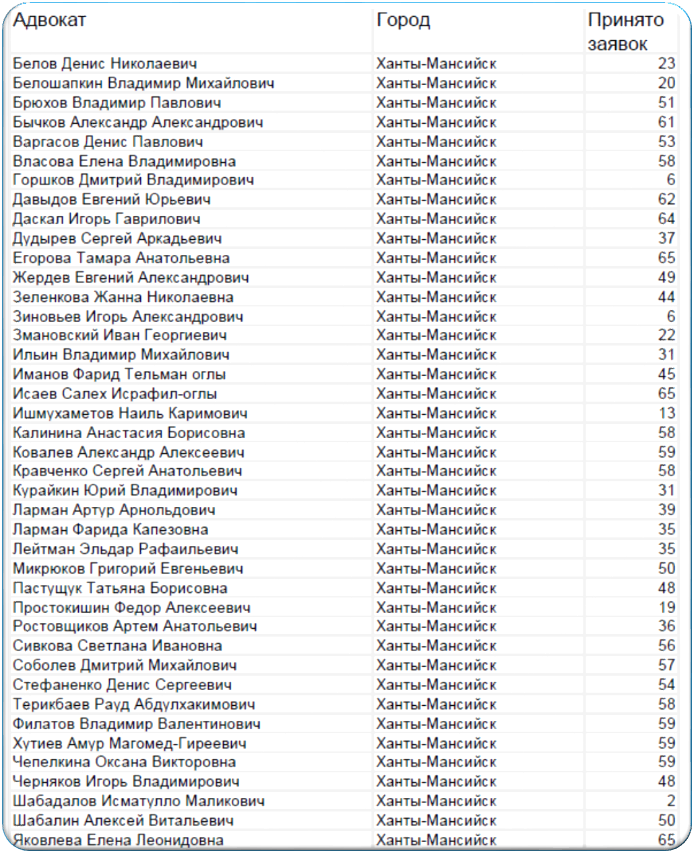 Адвокат Город Принято
заявок
Белов Денис Николаевич Ханты-Мансийск 23
Белошапкин Владимир Михайлович Ханты-Мансийск 20
Брюхов Владимир Павлович Ханты-Мансийск 51
Бычков Александр Александрович Ханты-Мансийск 61
Варгасов Денис Павлович Ханты-Мансийск 53
Власова Елена Владимировна Ханты-Мансийск 58
Горшков Дмитрий Владимирович Ханты-Мансийск 6
Давыдов Евгений Юрьевич Ханты-Мансийск 62
Даскал Игорь Гаврилович Ханты-Мансийск 64
Дудырев Сергей Аркадьевич Ханты-Мансийск 37
Егорова Тамара Анатольевна Ханты-Мансийск 65
Жердев Евгений Александрович Ханты-Мансийск 49
Зеленкова Жанна Николаевна Ханты-Мансийск 44
Зиновьев Игорь Александрович Ханты-Мансийск 6
Змановский Иван Георгиевич Ханты-Мансийск 22
Ильин Владимир Михайлович Ханты-Мансийск 31
Иманов Фарид Тельман оглы Ханты-Мансийск 45
Исаев Салех Исрафил-оглы Ханты-Мансийск 65
Ишмухаметов Наиль Каримович Ханты-Мансийск 13
Калинина Анастасия Борисовна Ханты-Мансийск 58
Ковалев Александр Алексеевич Ханты-Мансийск 59
Кравченко Сергей Анатольевич Ханты-Мансийск 58
Курайкин Юрий Владимирович Ханты-Мансийск 31
Ларман Артур Арнольдович Ханты-Мансийск 39
Ларман Фарида Капезовна Ханты-Мансийск 35
Лейтман Эльдар Рафаильевич Ханты-Мансийск 35
Микрюков Григорий Евгеньевич Ханты-Мансийск 50
Пастущук Татьяна Борисовна Ханты-Мансийск 48
Простокишин Федор Алексеевич Ханты-Мансийск 19
Ростовщиков Артем Анатольевич Ханты-Мансийск 36
Сивкова Светлана Ивановна Ханты-Мансийск 56
Соболев Дмитрий Михайлович Ханты-Мансийск 57
Стефаненко Денис Сергеевич Ханты-Мансийск 54
Терикбаев Рауд Абдулхакимович Ханты-Мансийск 58
Филатов Владимир Валентинович Ханты-Мансийск 59
Хутиев Амур Магомед-Гиреевич Ханты-Мансийск 59
Чепелкина Оксана Викторовна Ханты-Мансийск 59
Черняков Игорь Владимирович Ханты-Мансийск 48
Шабадалов Исматулло Маликович Ханты-Мансийск 2
Шабалин Алексей Витальевич Ханты-Мансийск 50
Яковлева Елена Леонидовна Ханты-Мансийск 65